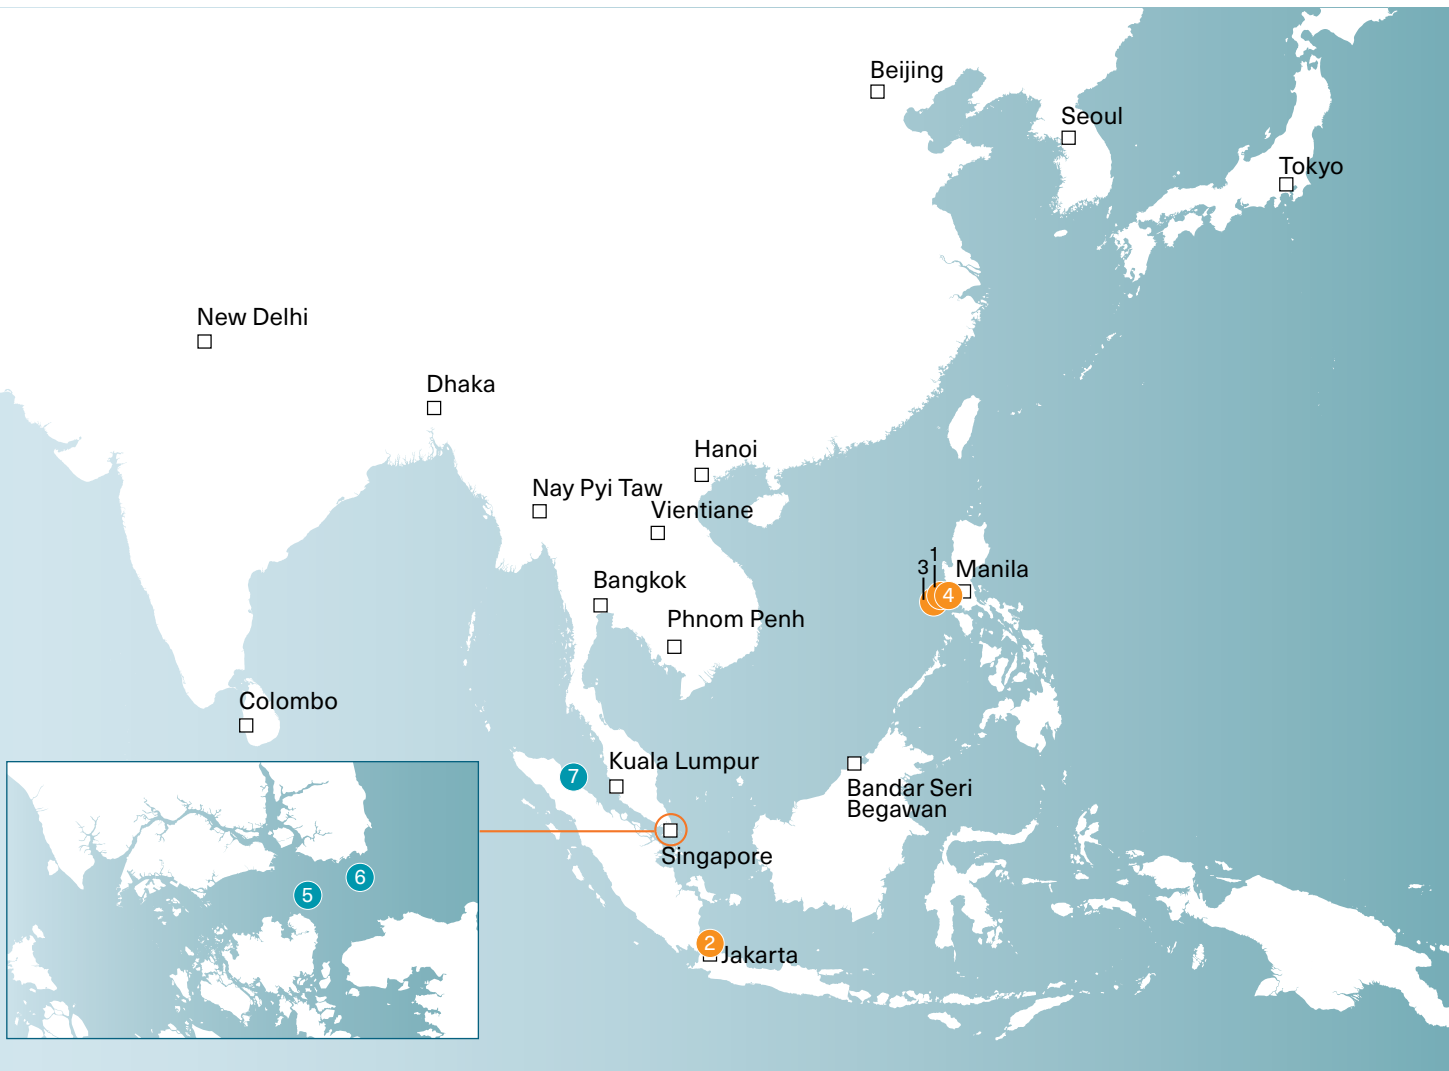 Beijing
Seoul
Tokyo
New Delhi
Dhaka
Hanoi
Nay Pyi Taw
Vientiane
1
3
Manila
4
Bangkok
Phnom Penh
Colombo
Kuala Lumpur
7
Bandar Seri
Begawan
Singapore
6
5
2
Jakarta